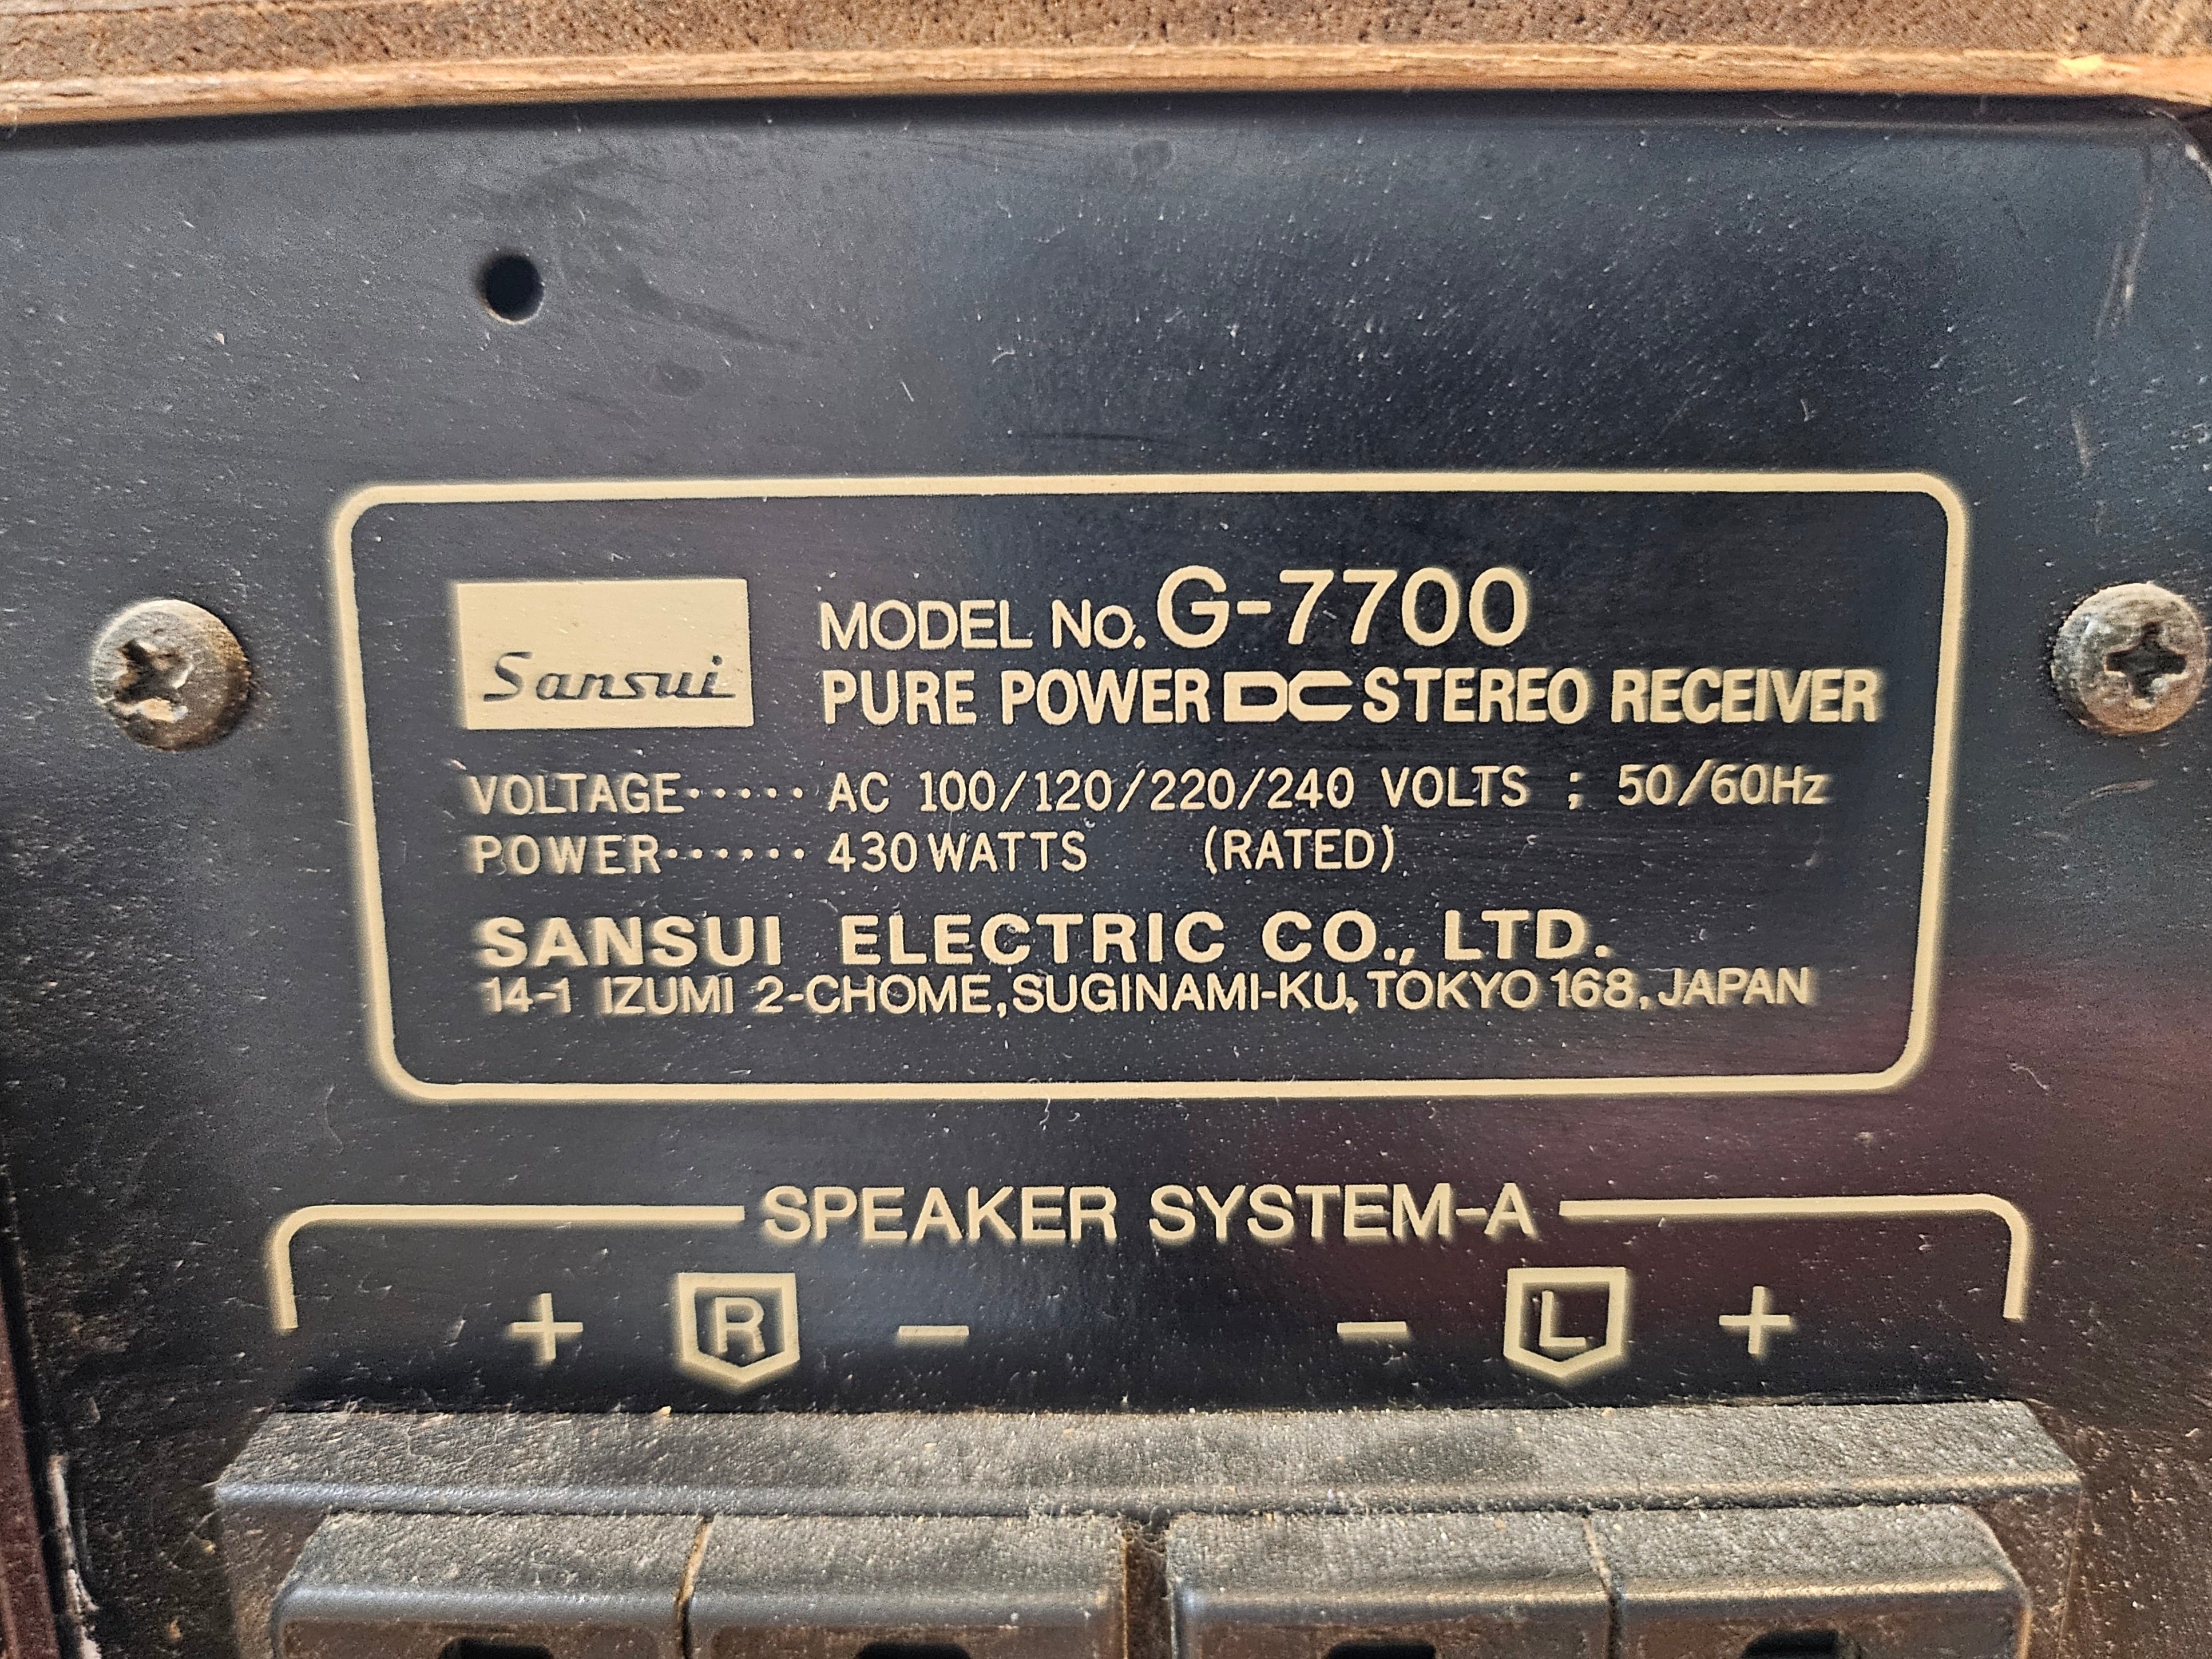 Sansui
MODEL No. G-7700
PURE POWER DC STEREO RECEIVER
VOLTAGE····· AC 100/120/220/240 VOLTS ; 50/60Hz
POWER······ 430 WATTS (RATED)
SANSUI ELECTRIC CO., LTD.
14-1 IZUMI 2-CHOME, SUGINAMI-KU, TOKYO 168, JAPAN
SPEAKER SYSTEM-A
+ R − − L +